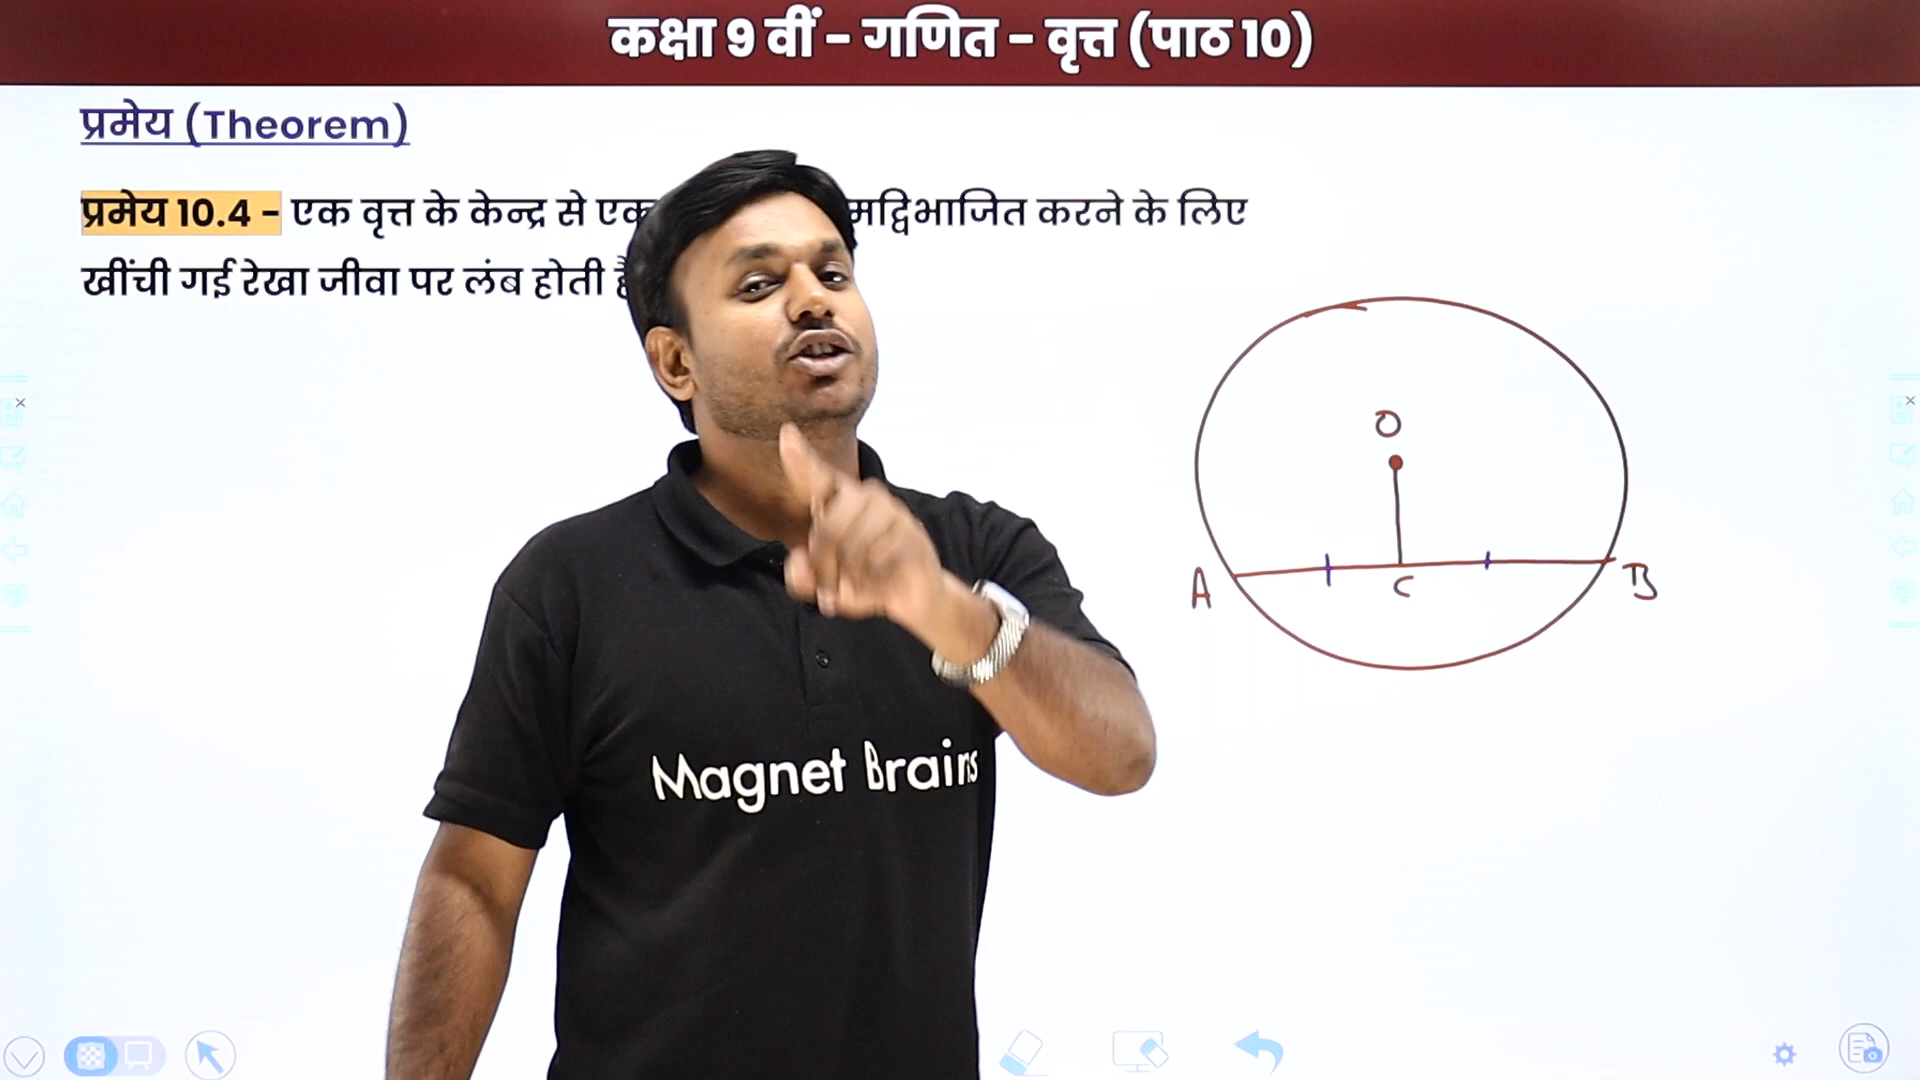 कक्षा 9 वीं - गणित - वृत्त (पाठ 10)
प्रमेय (Theorem)
प्रमेय 10.4 - एक वृत्त के केन्द्र से एक मद्विभाजित करने के लिए
खींची गई रेखा जीवा पर लंब होती
O
A C B
Magnet Brains